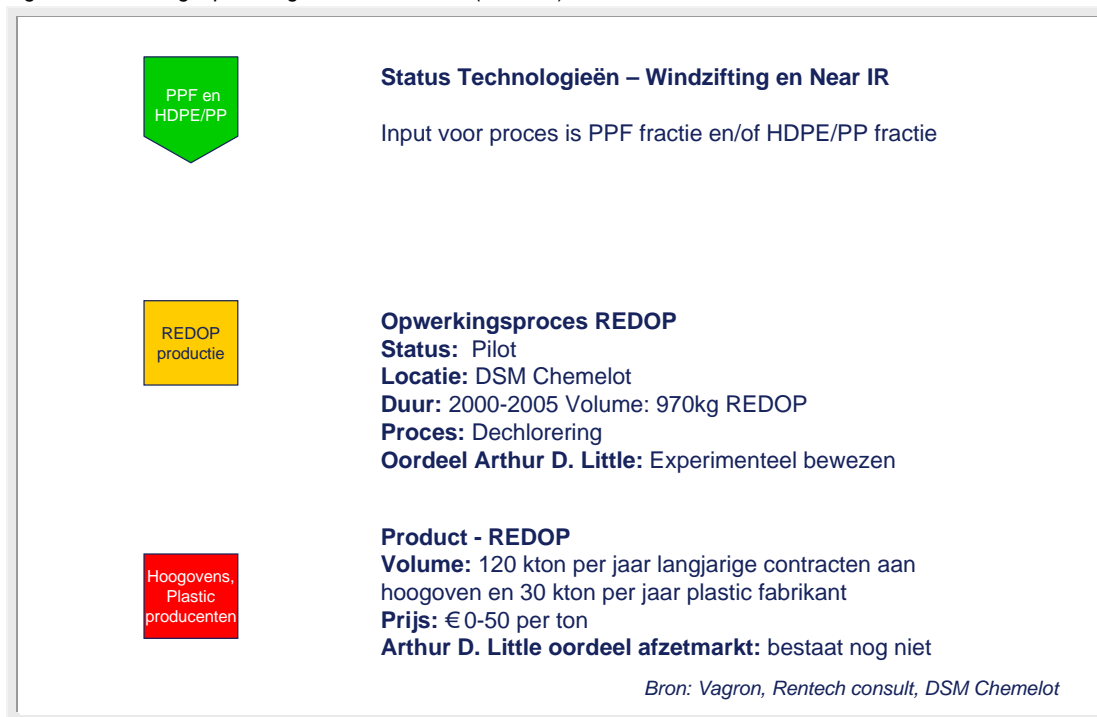 PPF en
HDPE/PP
Status Technologieën – Windzifting en Near IR
Input voor proces is PPF fractie en/of HDPE/PP fractie
REDOP
productie
Opwerkingsproces REDOP
Status: Pilot
Locatie: DSM Chemelot
Duur: 2000-2005 Volume: 970kg REDOP
Proces: Dechlorering
Oordeel Arthur D. Little: Experimenteel bewezen
Hoogovens,
Plastic
producenten
Product - REDOP
Volume: 120 kton per jaar langjarige contracten aan
hoogoven en 30 kton per jaar plastic fabrikant
Prijs: € 0-50 per ton
Arthur D. Little oordeel afzetmarkt: bestaat nog niet
Bron: Vagron, Rentech consult, DSM Chemelot